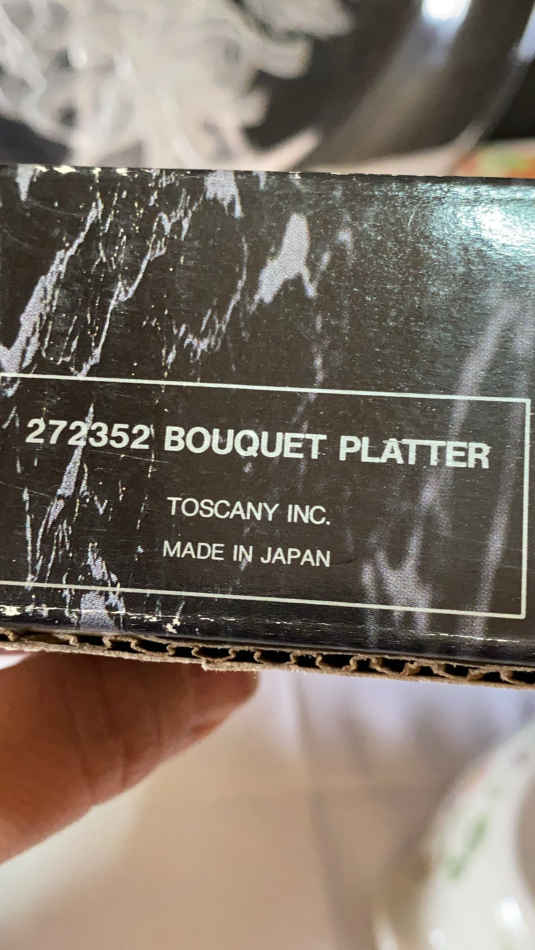 272352 BOUQUET PLATTER
TOSCANY INC.
MADE IN JAPAN